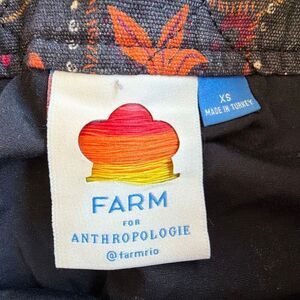 XS
MADE IN TURKEY
FARM
FOR
ANTHROPOLOGIE
@farmrio